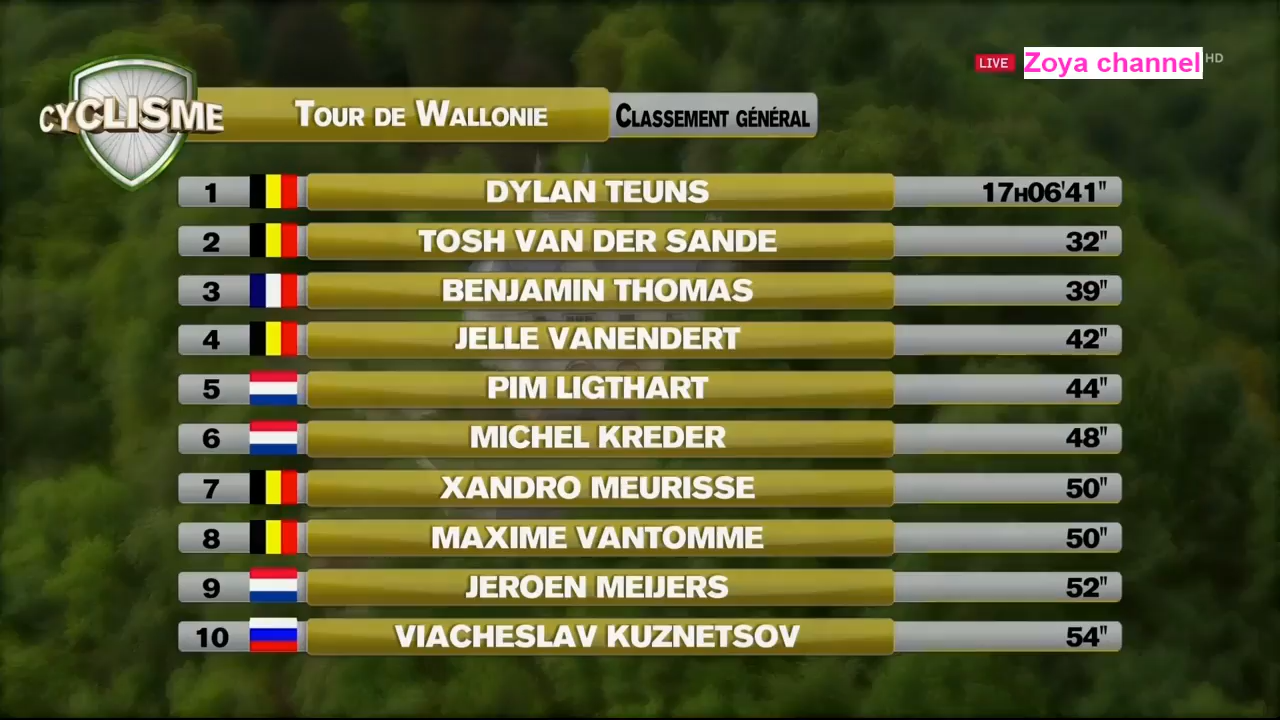 LIVE Zoya channel HD
CYCLISME
TOUR DE WALLONIE CLASSEMENT GÉNÉRAL
1 DYLAN TEUNS 17H06'41"
2 TOSH VAN DER SANDE 32"
3 BENJAMIN THOMAS 39"
4 JELLE VANENDERT 42"
5 PIM LIGTHART 44"
6 MICHEL KREDER 48"
7 XANDRO MEURISSE 50"
8 MAXIME VANTOMME 50"
9 JEROEN MEIJERS 52"
10 VIACHESLAV KUZNETSOV 54"